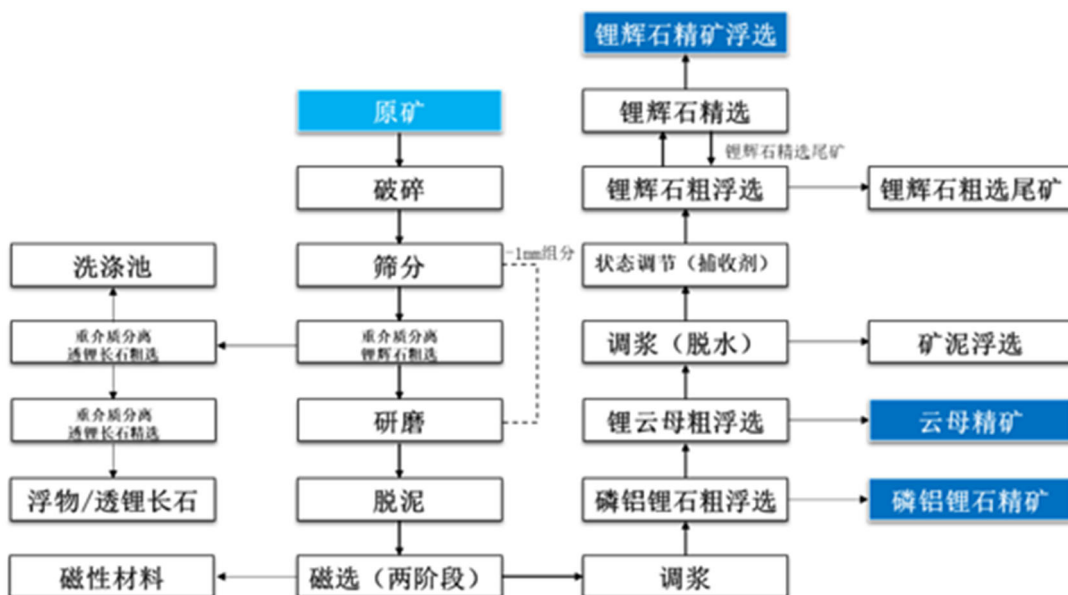 锂辉石精矿浮选
原矿
锂辉石精选
锂辉石精选尾矿
破碎
锂辉石粗浮选
锂辉石粗选尾矿
洗涤池
筛分
-1mm组分
状态调节（捕收剂）
重介质分离
透锂长石粗选
重介质分离
锂辉石粗选
调浆（脱水）
矿泥浮选
重介质分离
透锂长石精选
研磨
锂云母粗浮选
云母精矿
浮物/透锂长石
脱泥
磷铝锂石粗浮选
磷铝锂石精矿
磁性材料
磁选（两阶段）
调浆